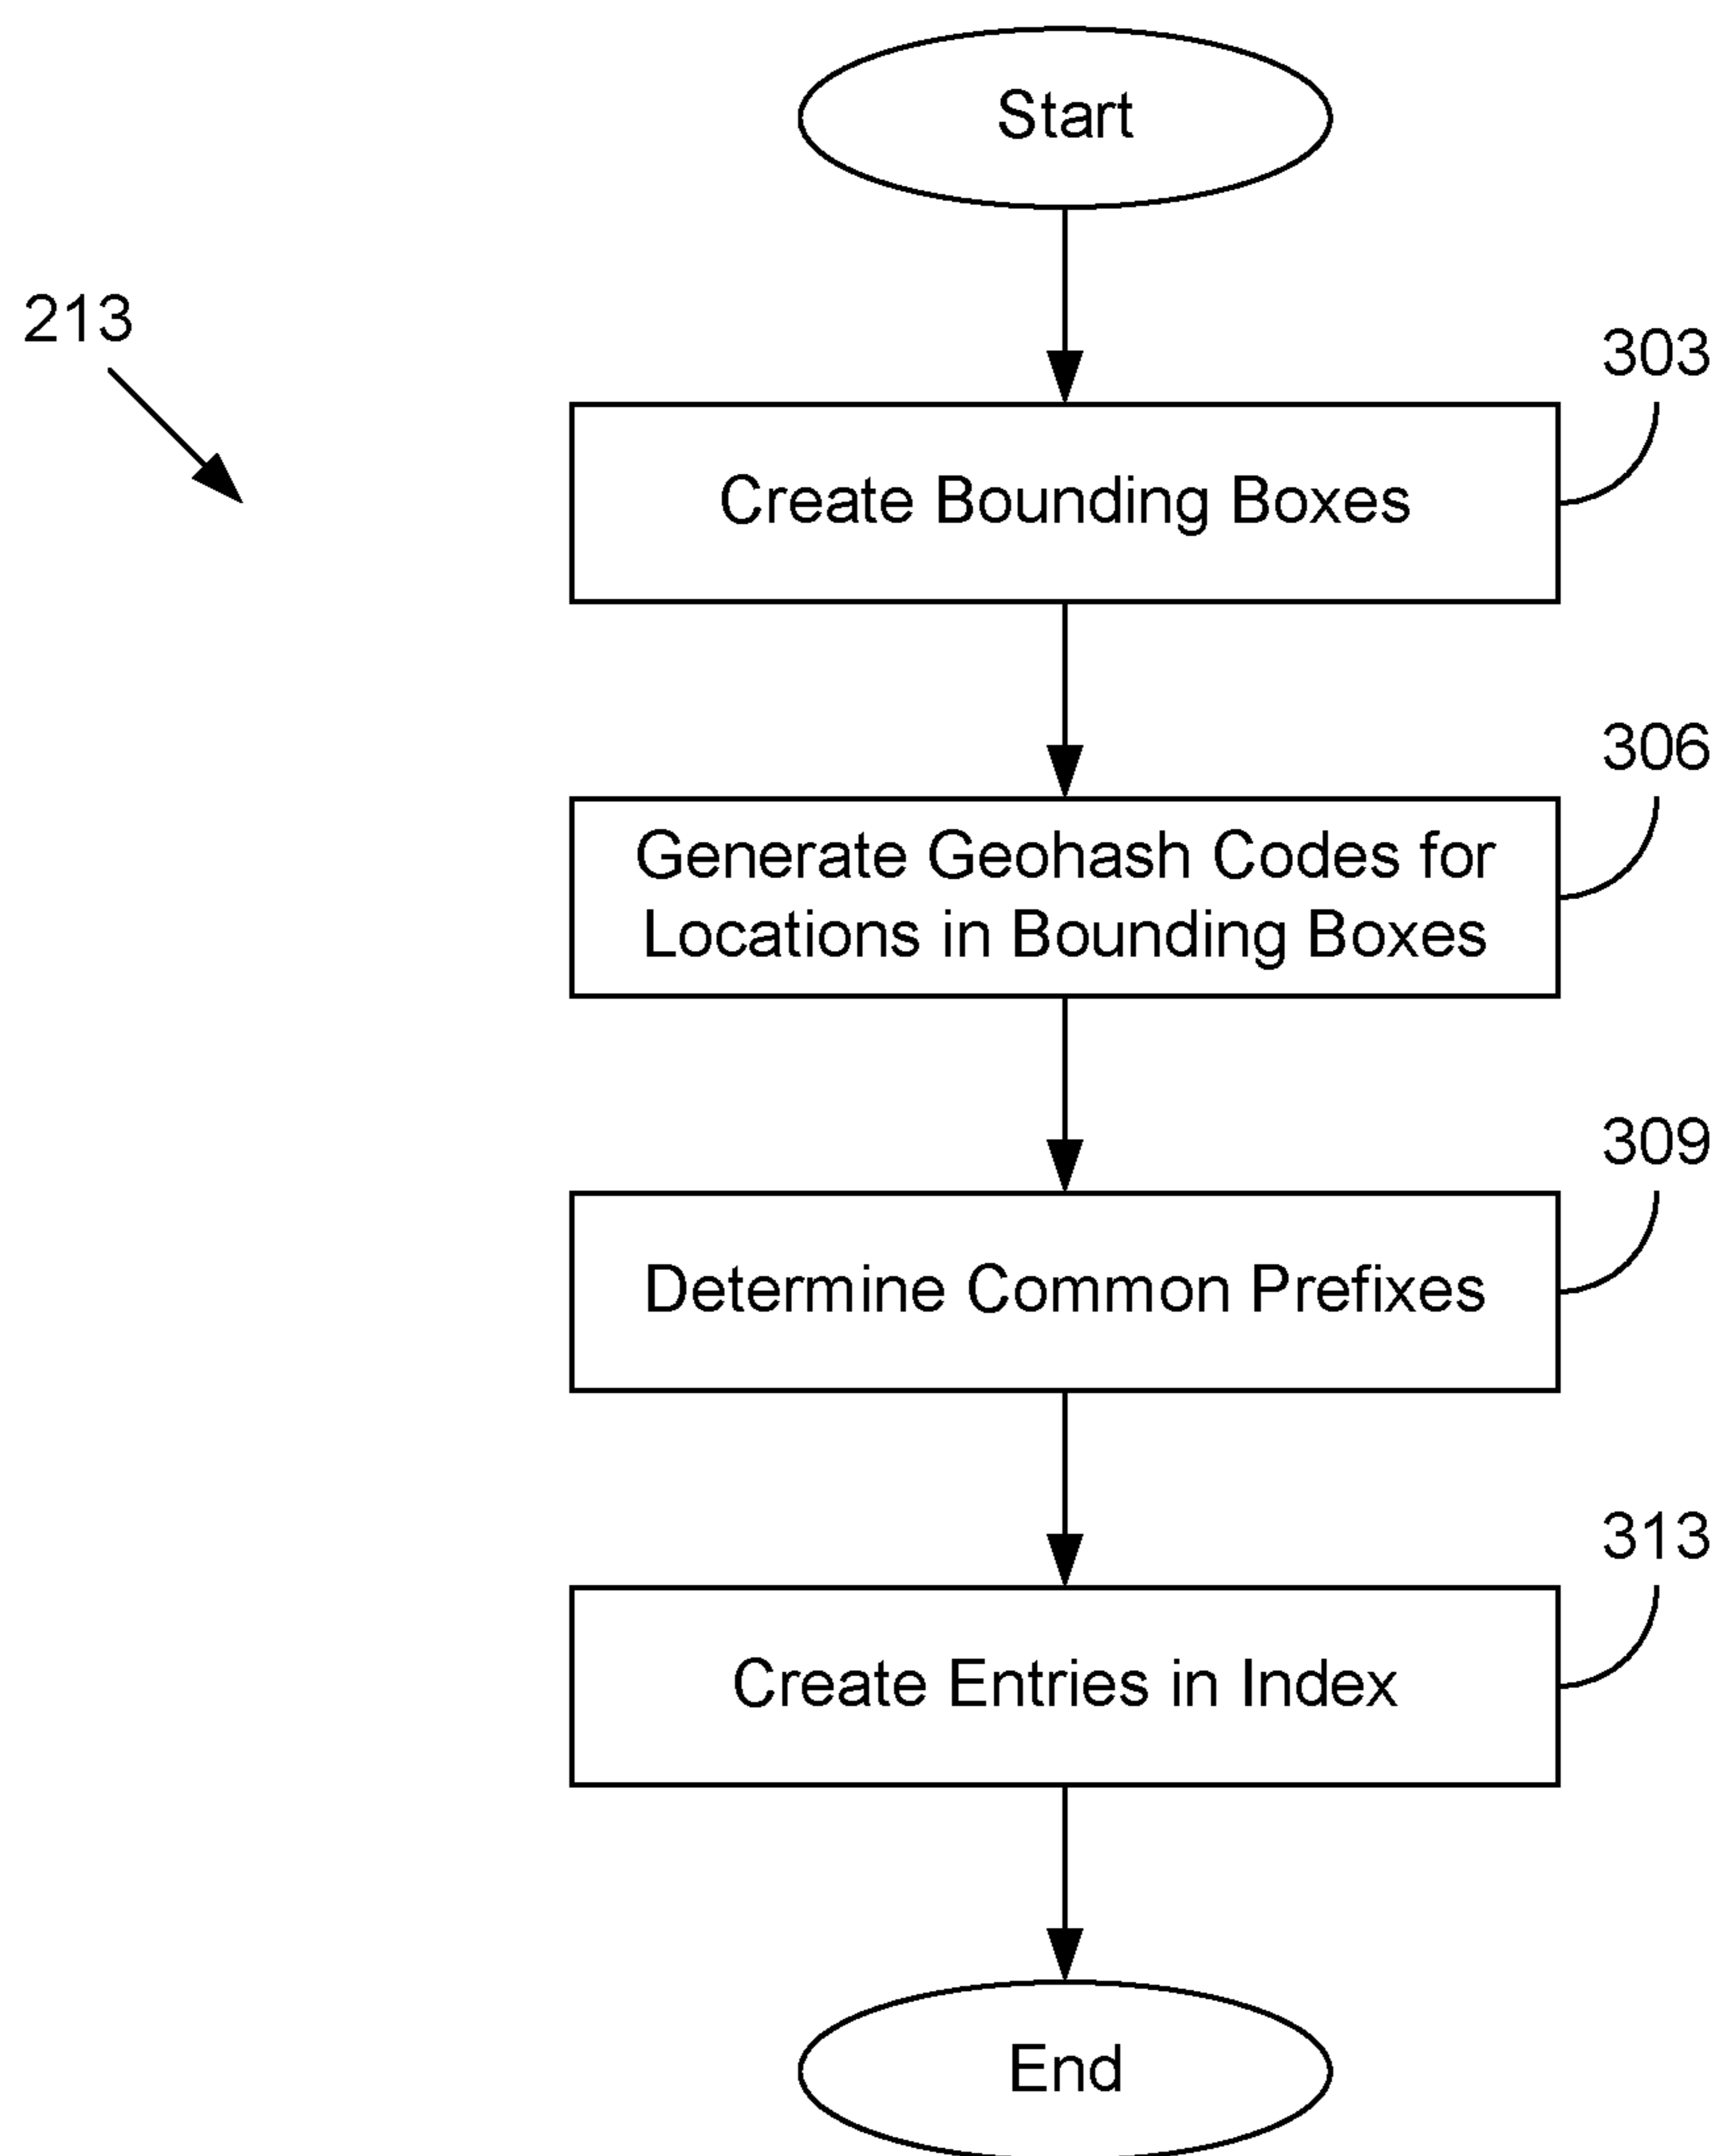 Start
213
303
Create Bounding Boxes
306
Generate Geohash Codes for
Locations in Bounding Boxes
309
Determine Common Prefixes
313
Create Entries in Index
End